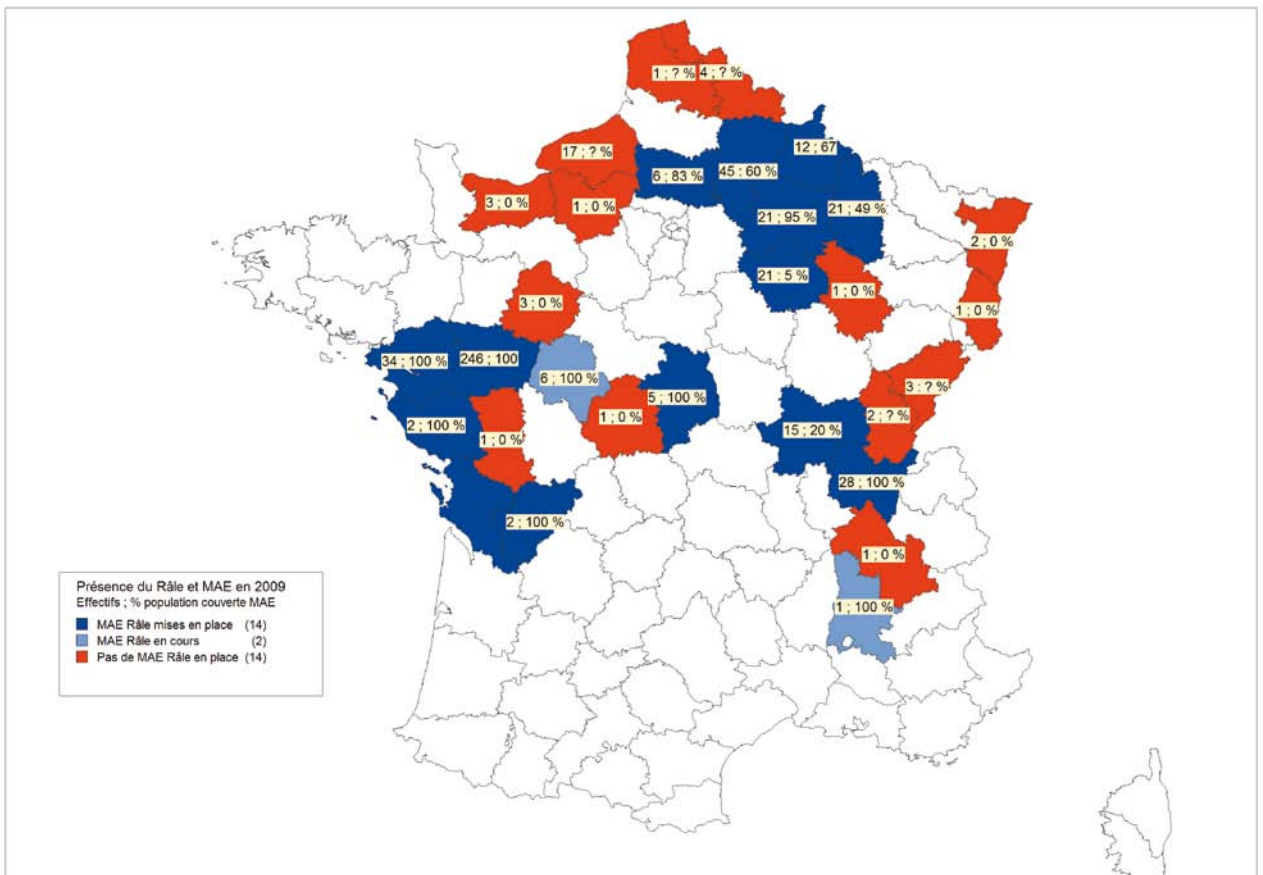 1 ; ? %
4 ; ? %
12 ; 67
17 ; ? %
6 ; 83 %
45 : 60 %
3 ; 0 %
1 ; 0 %
21 ; 95 %
21 ; 49 %
2 ; 0 %
21 : 5 %
1 ; 0 %
3 ; 0 %
1 ; 0 %
34 ; 100 %
246 ; 100
6 ; 100 %
5 ; 100 %
3 : ? %
1 ; 0 %
2 ; ? %
2 ; 100 %
1 ; 0 %
15 ; 20 %
28 ; 100 %
2 ; 100 %
1 ; 0 %
1 ; 100 %
Présence du Râle et MAE en 2009
Effectifs ; % population couverte MAE
MAE Râle mises en place (14)
MAE Râle en cours (2)
Pas de MAE Râle en place (14)